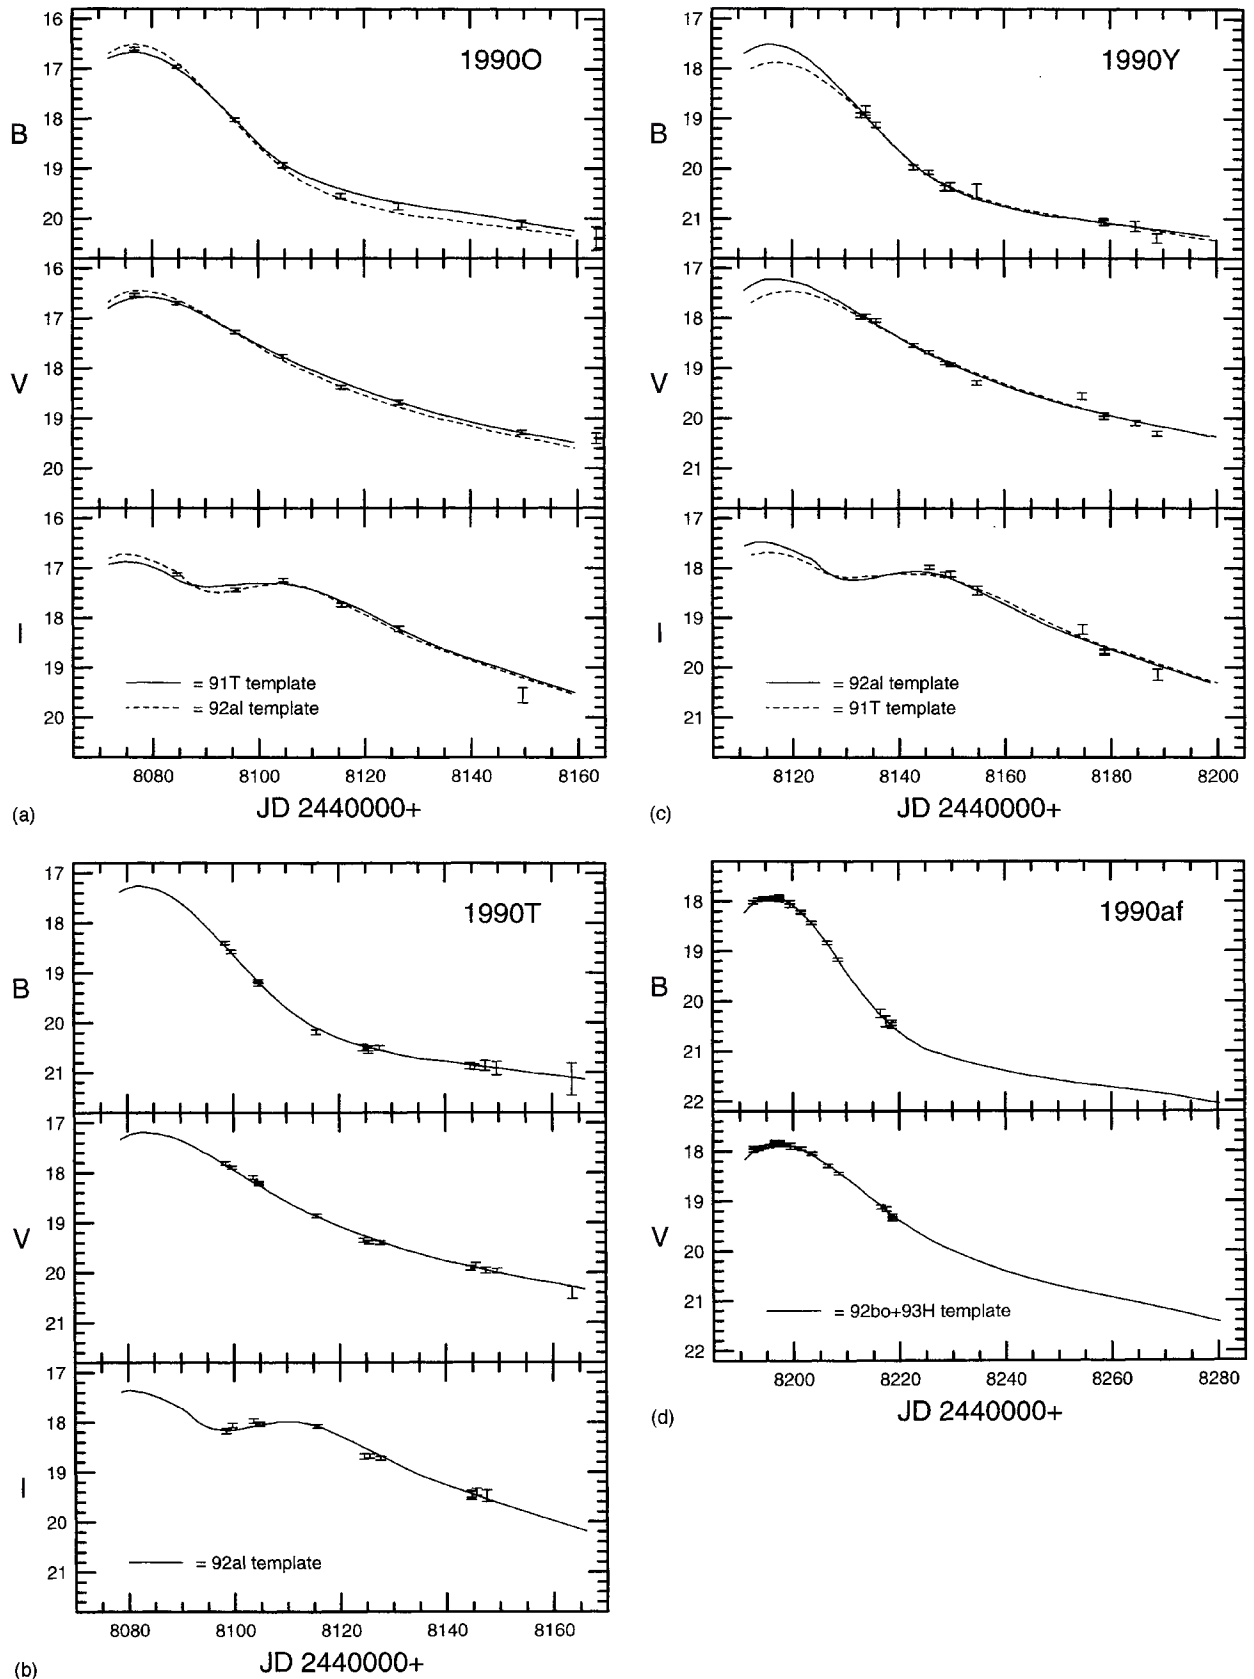 1990O
B
16
17
18
19
20
V
16
17
18
19
20
I
16
17
18
19
20
= 91T template
= 92al template
8080 8100 8120 8140 8160
(a)
JD 2440000+
1990Y
B
17
18
19
20
21
V
17
18
19
20
21
I
17
18
19
20
21
= 92al template
= 91T template
8120 8140 8160 8180 8200
(c)
JD 2440000+
1990T
B
17
18
19
20
21
V
17
18
19
20
21
I
17
18
19
20
21
= 92al template
8080 8100 8120 8140 8160
(b)
JD 2440000+
1990af
B
18
19
20
21
22
V
18
19
20
21
22
= 92bo+93H template
8200 8220 8240 8260 8280
(d)
JD 2440000+